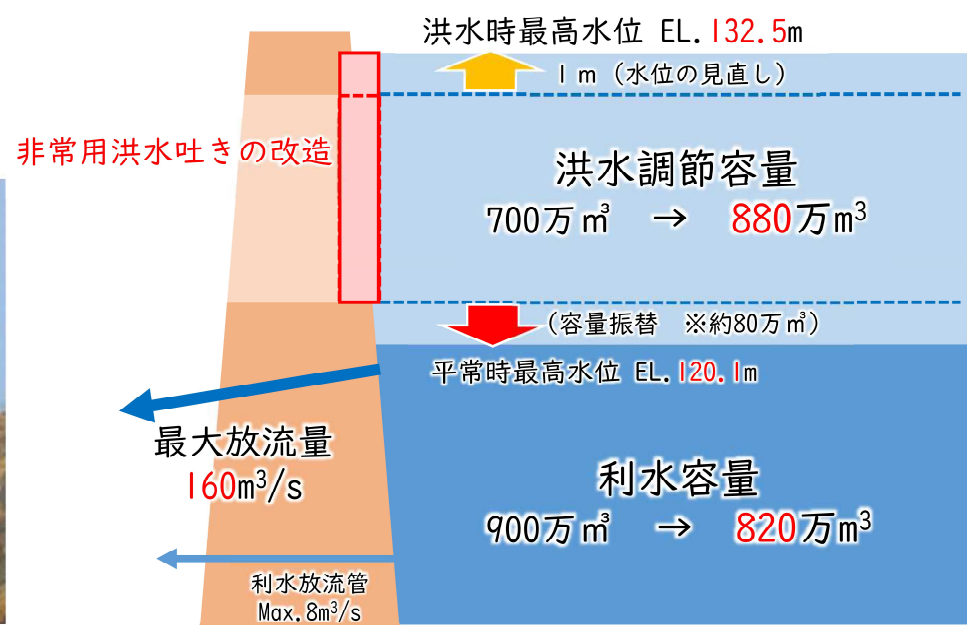 洪水時最高水位 EL.132.5m
1m(水位の見直し)
非常用洪水吐きの改造
洪水調節容量
700万㎥ → 880万m³
(容量振替 ※約80万㎥)
平常時最高水位 EL.120.1m
最大放流量
160m³/s
利水容量
900万㎥ → 820万m³
利水放流管
Max.8m³/s